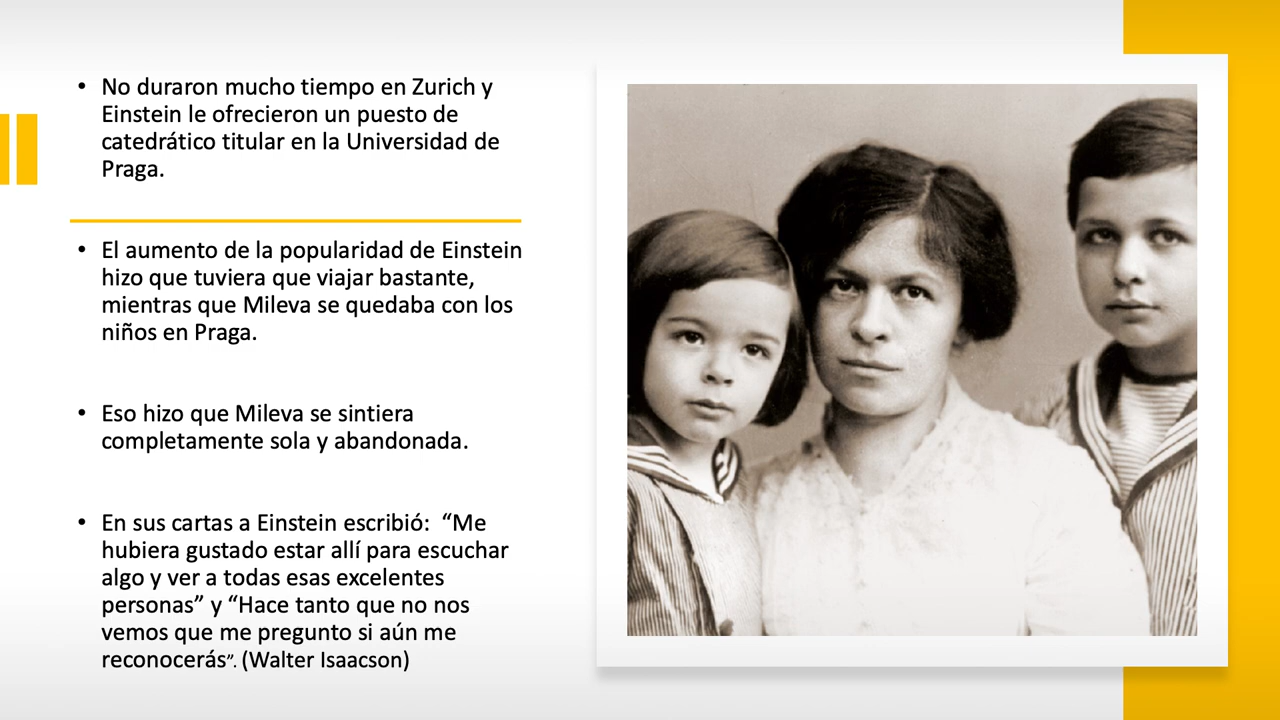 • No duraron mucho tiempo en Zurich y
Einstein le ofrecieron un puesto de
catedrático titular en la Universidad de
Praga.
• El aumento de la popularidad de Einstein
hizo que tuviera que viajar bastante,
mientras que Mileva se quedaba con los
niños en Praga.
• Eso hizo que Mileva se sintiera
completamente sola y abandonada.
• En sus cartas a Einstein escribió:  “Me
hubiera gustado estar allí para escuchar
algo y ver a todas esas excelentes
personas” y “Hace tanto que no nos
vemos que me pregunto si aún me
reconocerás”. (Walter Isaacson)